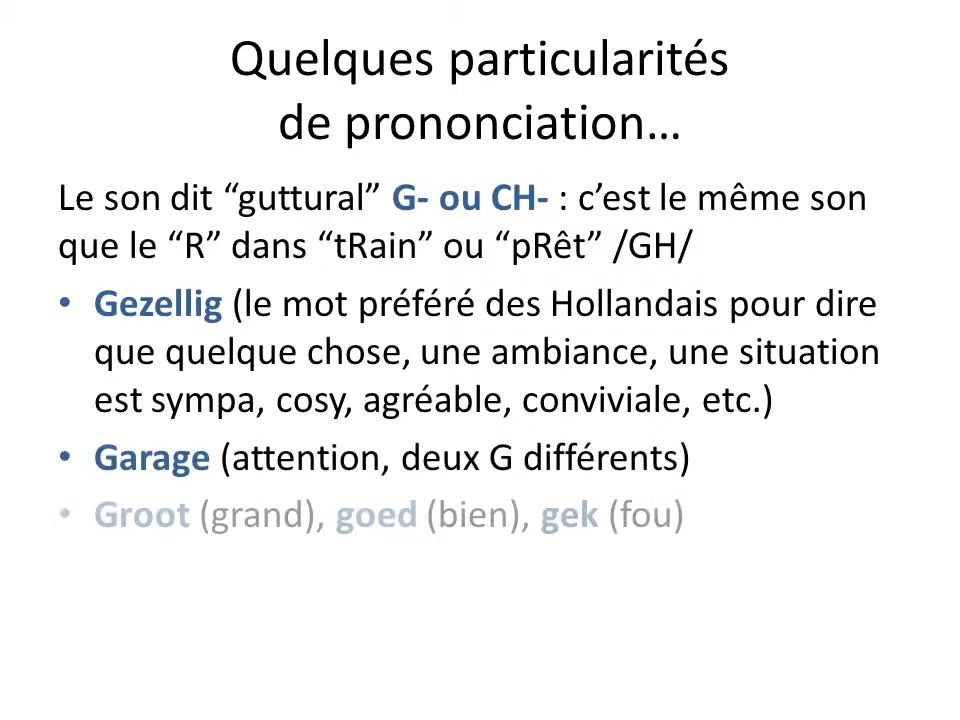 Quelques particularités
de prononciation…
Le son dit “guttural” G- ou CH- : c’est le même son
que le “R” dans “tRain” ou “pRêt” /GH/
• Gezellig (le mot préféré des Hollandais pour dire
que quelque chose, une ambiance, une situation
est sympa, cosy, agréable, conviviale, etc.)
• Garage (attention, deux G différents)
• Groot (grand), goed (bien), gek (fou)